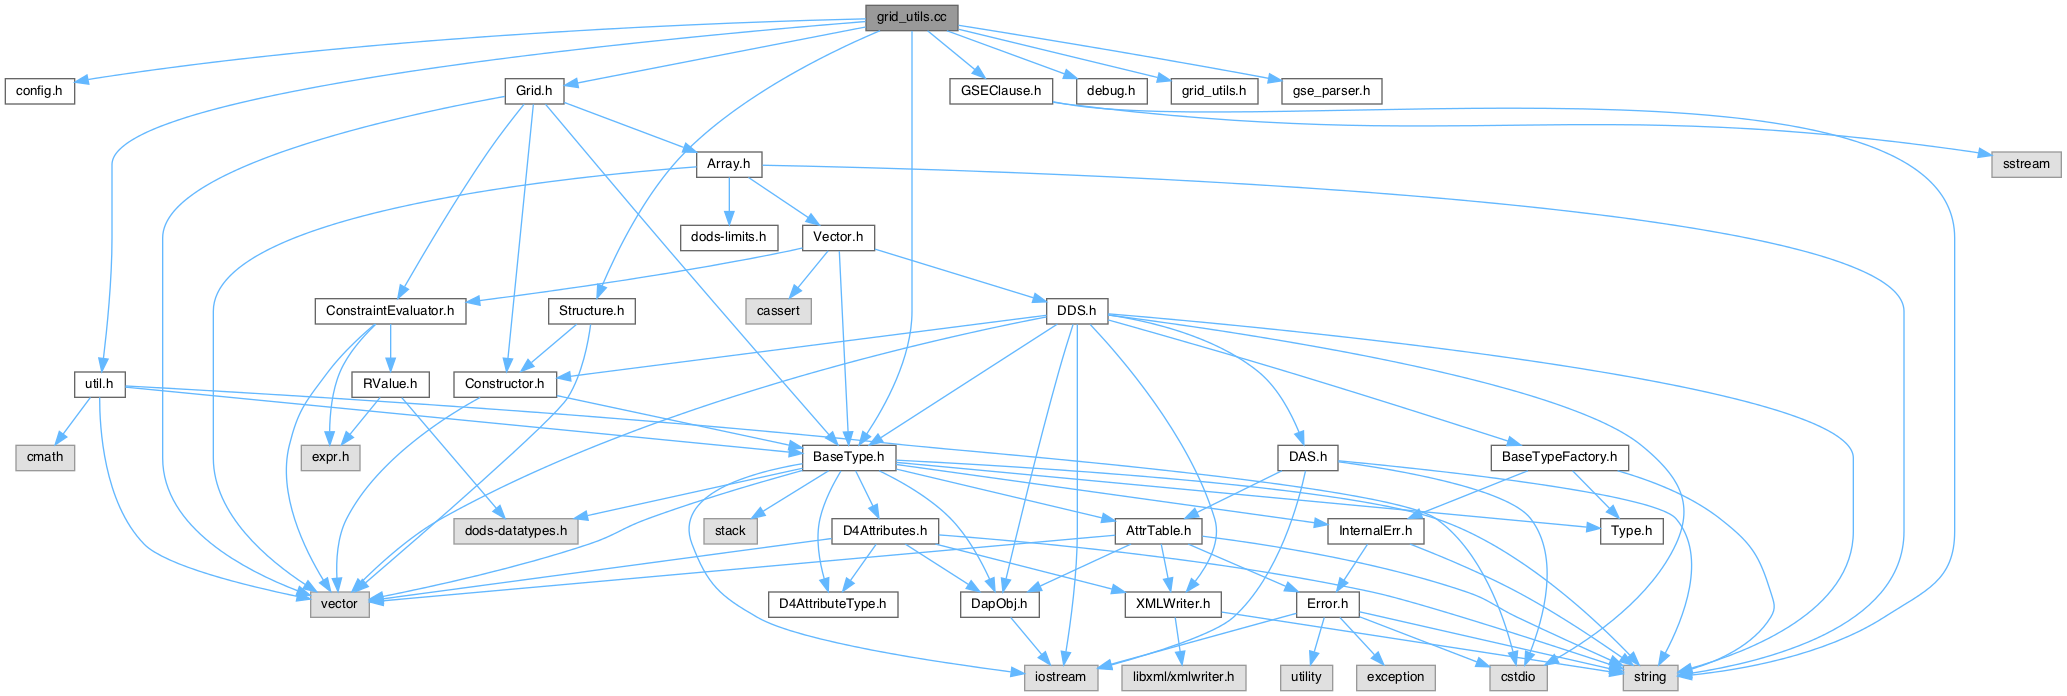 grid_utils.cc
config.h
Grid.h
GSEClause.h
debug.h
grid_utils.h
gse_parser.h
Array.h
sstream
dods-limits.h
Vector.h
ConstraintEvaluator.h
Structure.h
cassert
DDS.h
util.h
RValue.h
Constructor.h
cmath
expr.h
BaseType.h
DAS.h
BaseTypeFactory.h
dods-datatypes.h
stack
D4Attributes.h
AttrTable.h
InternalErr.h
Type.h
vector
D4AttributeType.h
DapObj.h
XMLWriter.h
Error.h
iostream
libxml/xmlwriter.h
utility
exception
cstdio
string